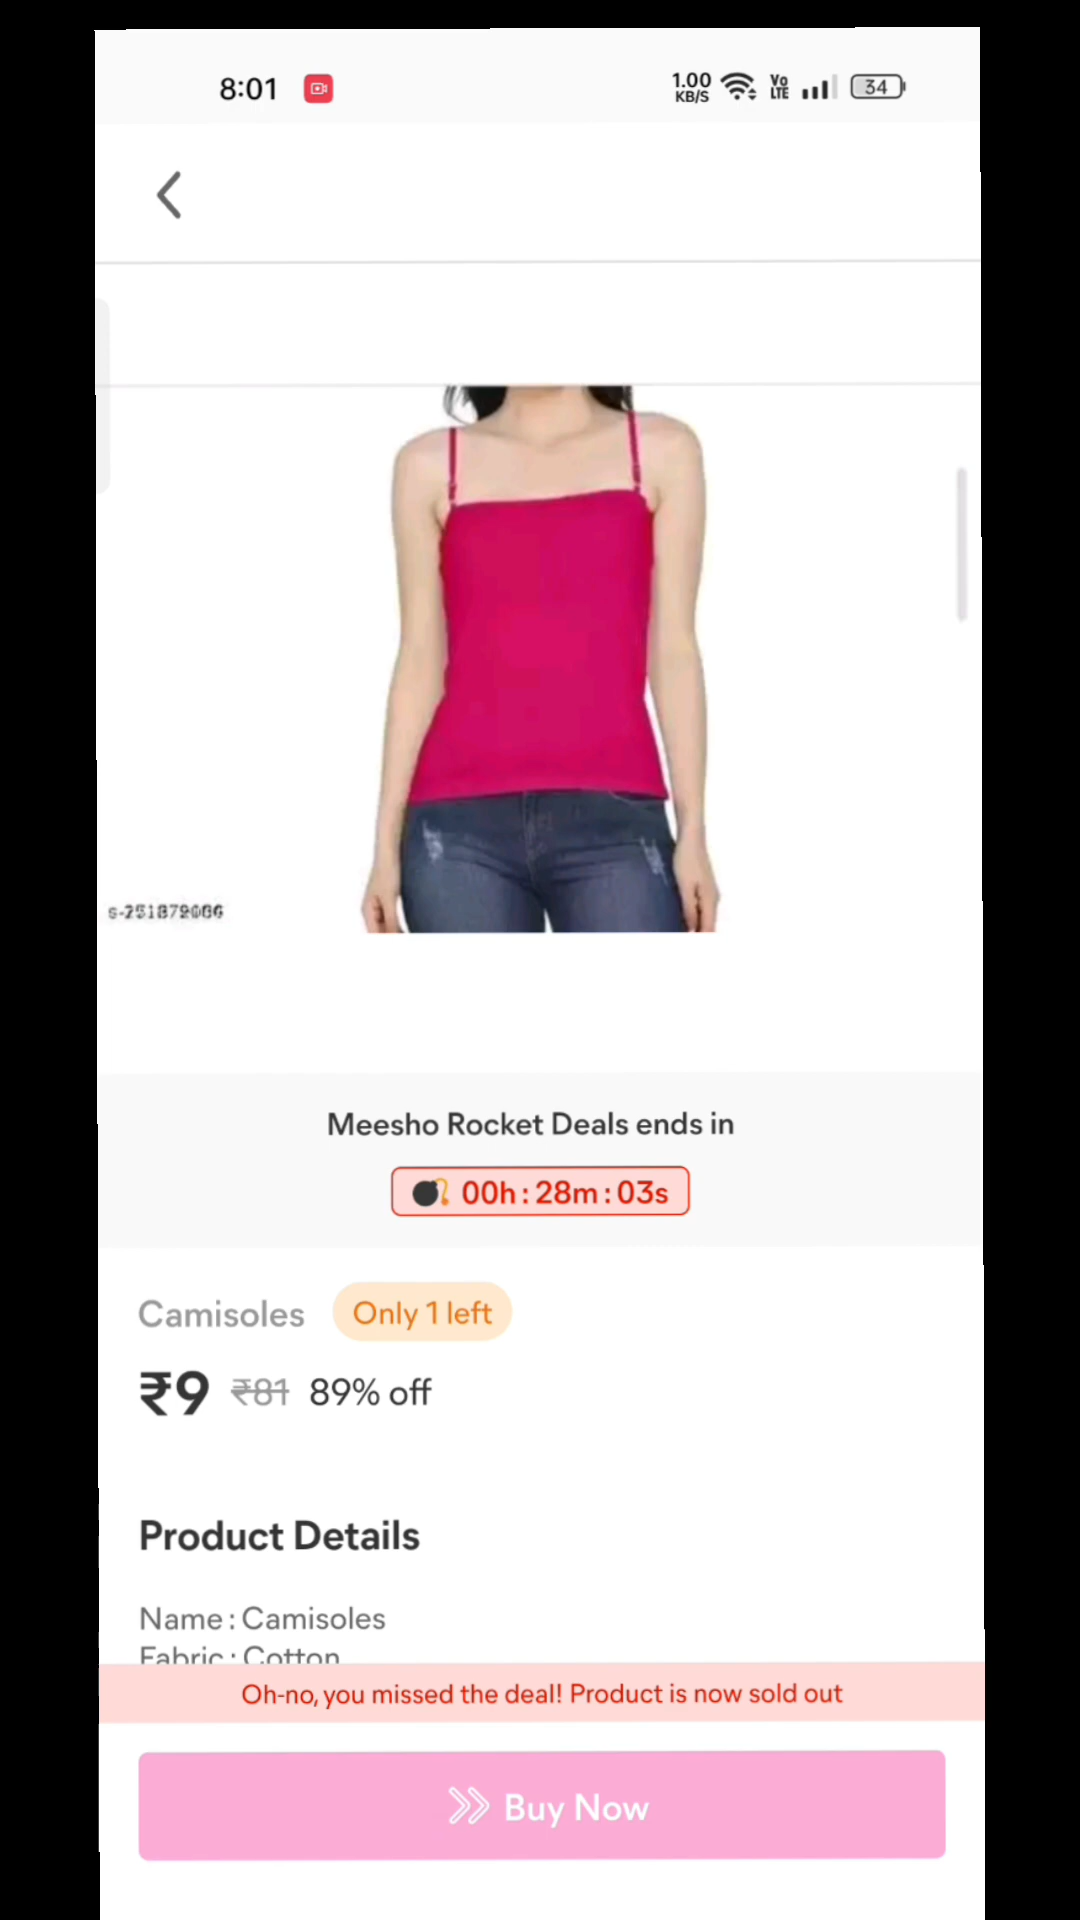 8:01
1.00
KB/S
Vo
LTE
34
Meesho Rocket Deals ends in
00h : 28m : 03s
Camisoles
Only 1 left
₹9 ₹81 89% off
Product Details
Name : Camisoles
Fabric : Cotton
Oh-no, you missed the deal! Product is now sold out
Buy Now